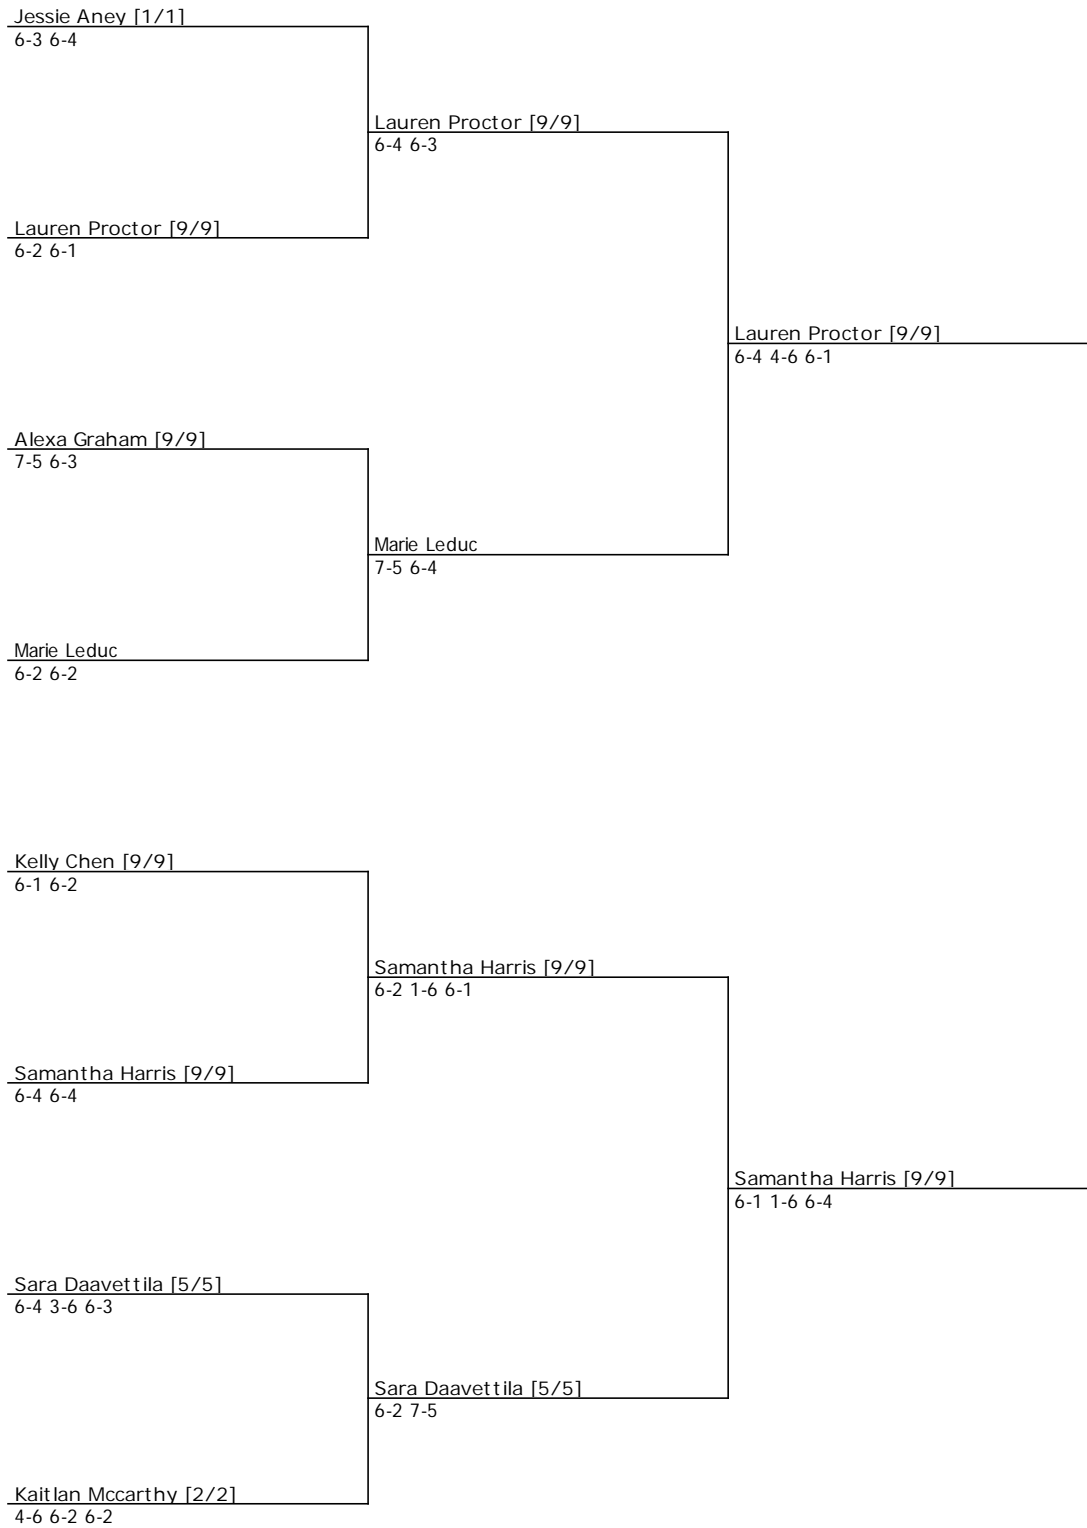 Jessie Aney [1/1]
6-3 6-4
Lauren Proctor [9/9]
6-4 6-3
Lauren Proctor [9/9]
6-2 6-1
Lauren Proctor [9/9]
6-4 4-6 6-1
Alexa Graham [9/9]
7-5 6-3
Marie Leduc
7-5 6-4
Marie Leduc
6-2 6-2
Kelly Chen [9/9]
6-1 6-2
Samantha Harris [9/9]
6-2 1-6 6-1
Samantha Harris [9/9]
6-4 6-4
Samantha Harris [9/9]
6-1 1-6 6-4
Sara Daavettila [5/5]
6-4 3-6 6-3
Sara Daavettila [5/5]
6-2 7-5
Kaitlan Mccarthy [2/2]
4-6 6-2 6-2